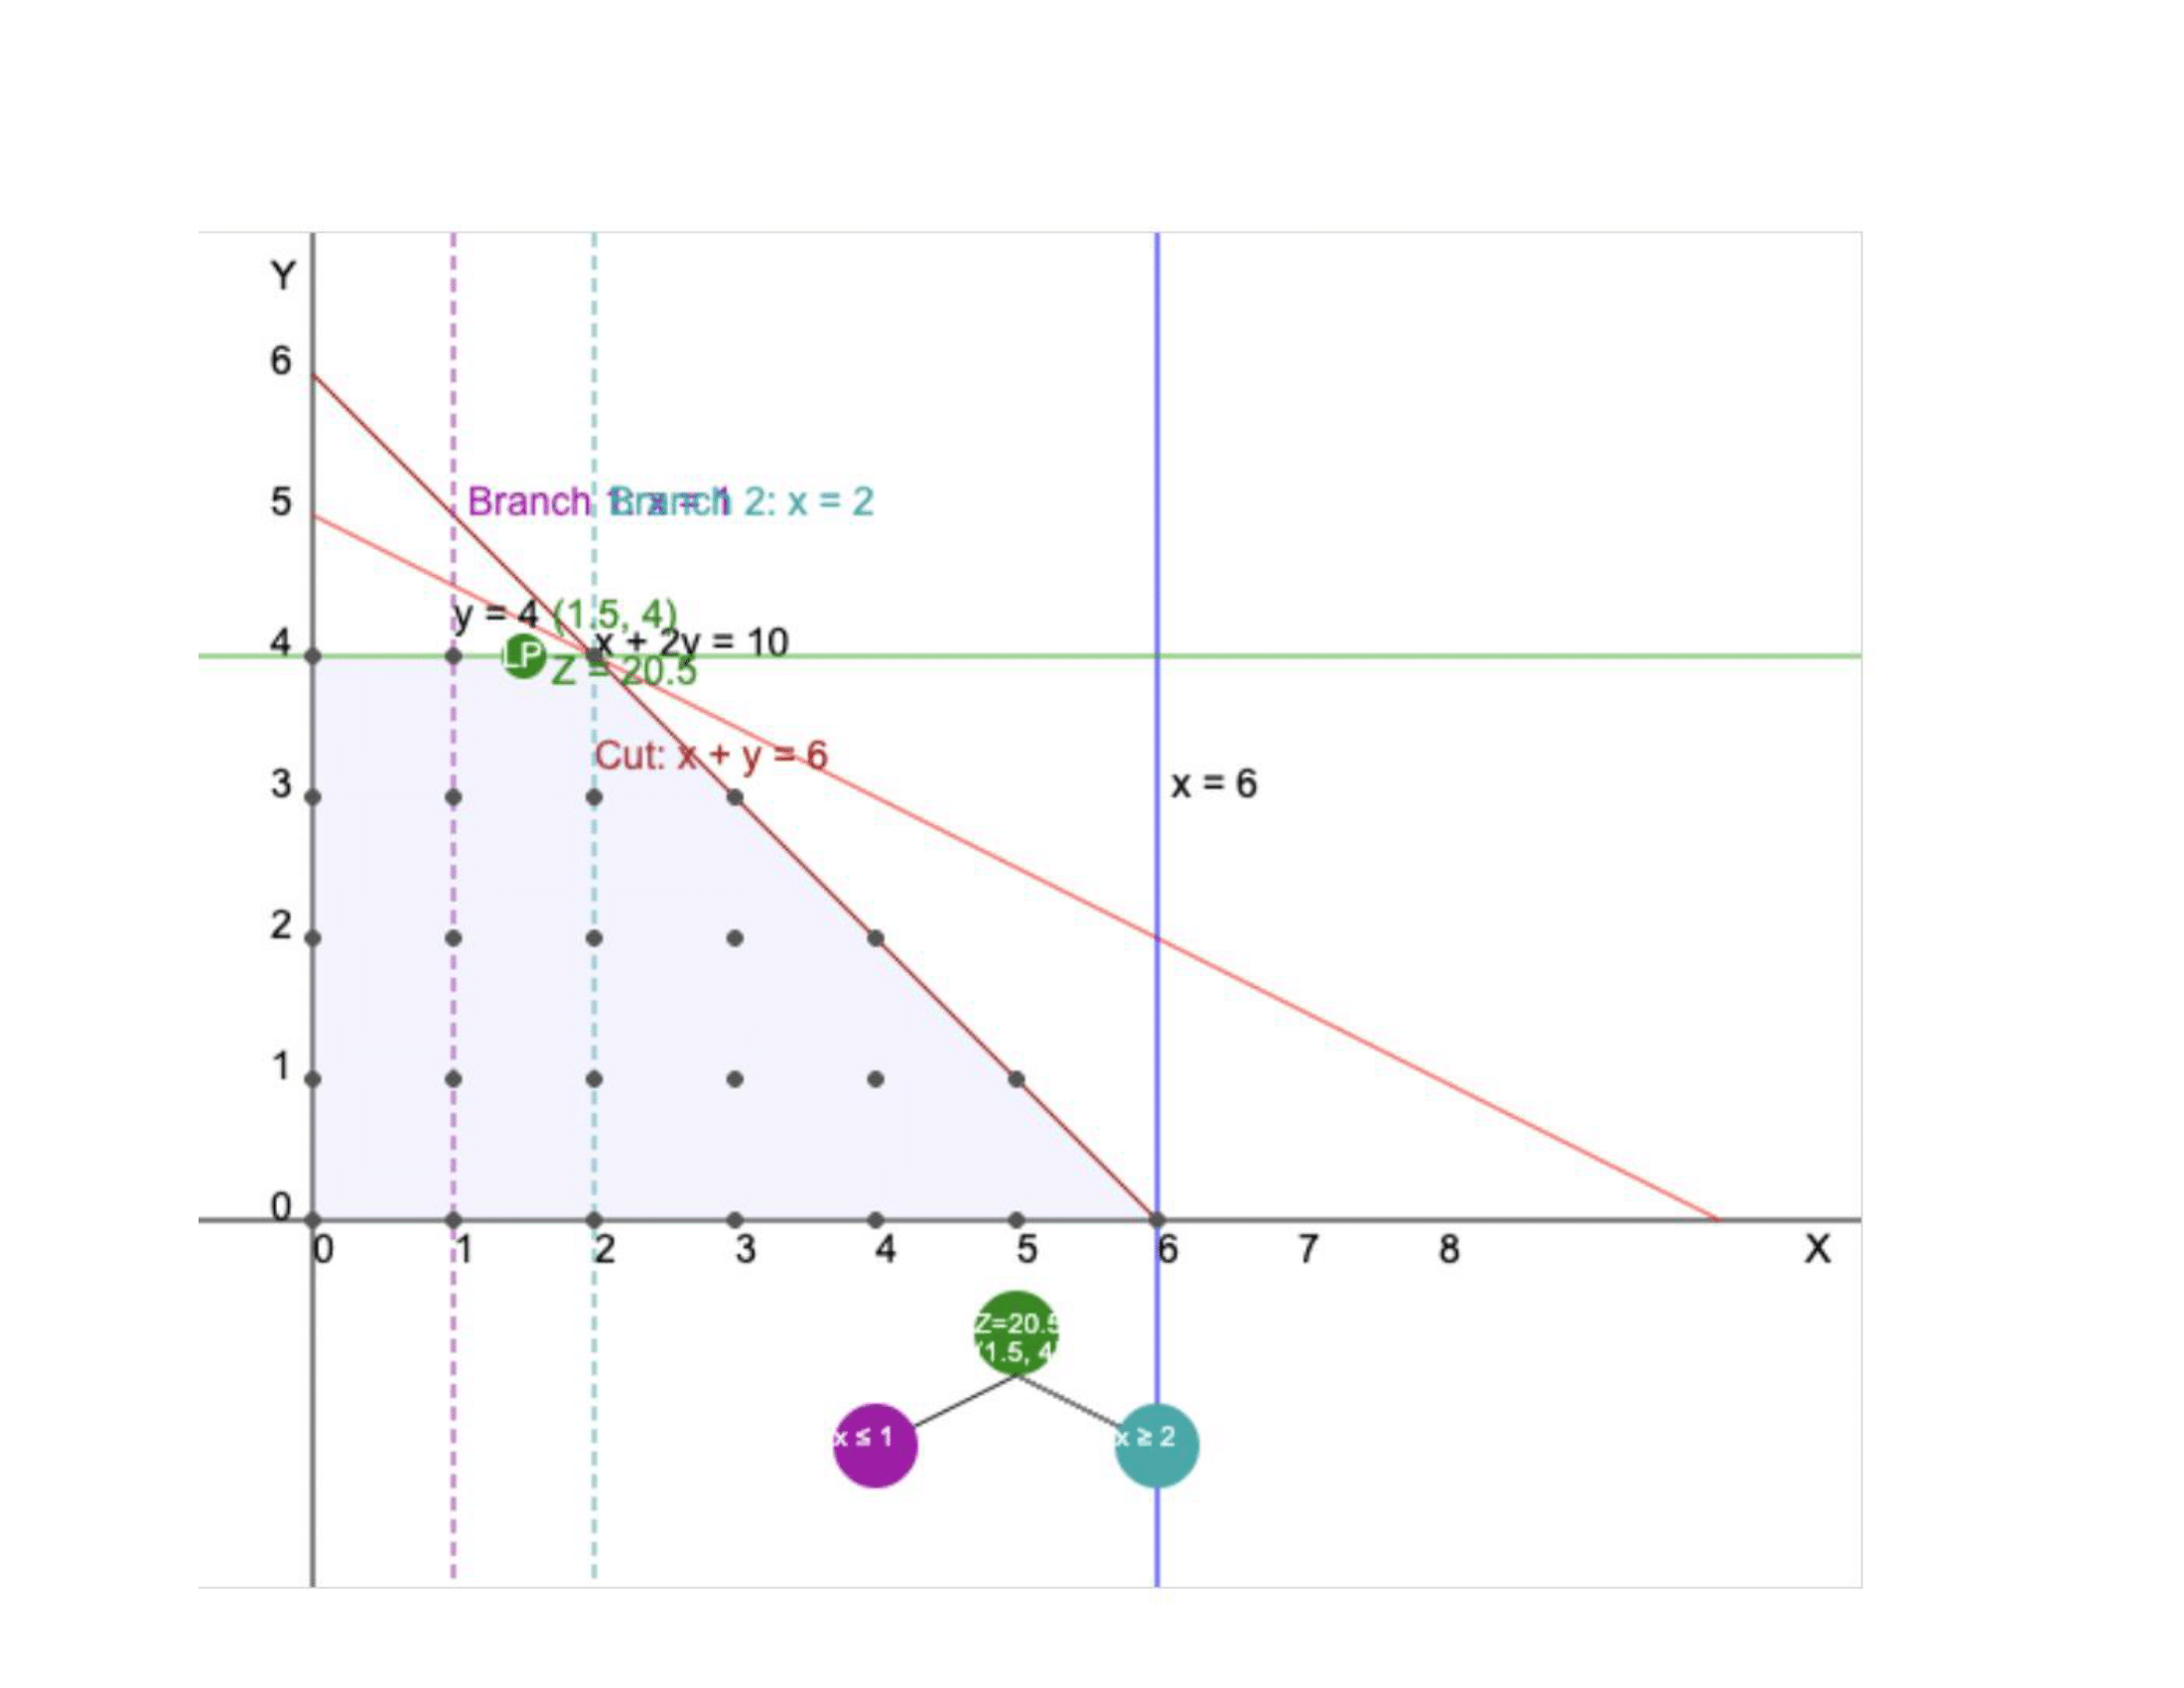 Y
6
5
4
3
2
1
0
Branch 1: x = 1
Branch 2: x = 2
y = 4
(1.5, 4)
LP
x + 2y = 10
Z = 20.5
Cut: x + y = 6
x = 6
0 1 2 3 4 5 6 7 8 X
Z=20.5
(1.5, 4
x ≤ 1
x ≥ 2